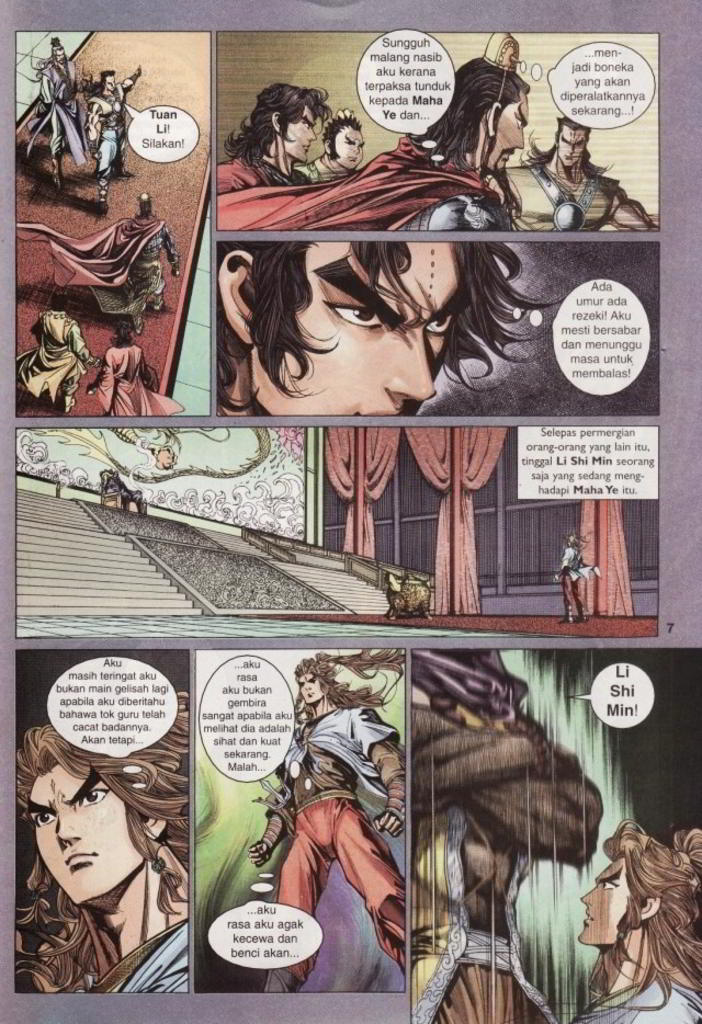 Tuan
Li!
Silakan!
Sungguh
malang nasib
aku kerana
terpaksa tunduk
kepada Maha
Ye dan...
...men-
jadi boneka
yang akan
diperalatkannya
sekarang...!
Ada
umur ada
rezeki! Aku
mesti bersabar
dan menunggu
masa untuk
membalas!
Selepas permergian
orang-orang yang lain itu,
tinggal Li Shi Min seorang
saja yang sedang meng-
hadapi Maha Ye itu.
7
Aku
masih teringat aku
bukan main gelisah lagi
apabila aku diberitahu
bahawa tok guru telah
cacat badannya.
Akan tetapi...
...aku
rasa
aku bukan
gembira
sangat apabila aku
melihat dia adalah
sihat dan kuat
sekarang.
Malah...
...aku
rasa aku agak
kecewa dan
benci akan...
Li
Shi
Min!